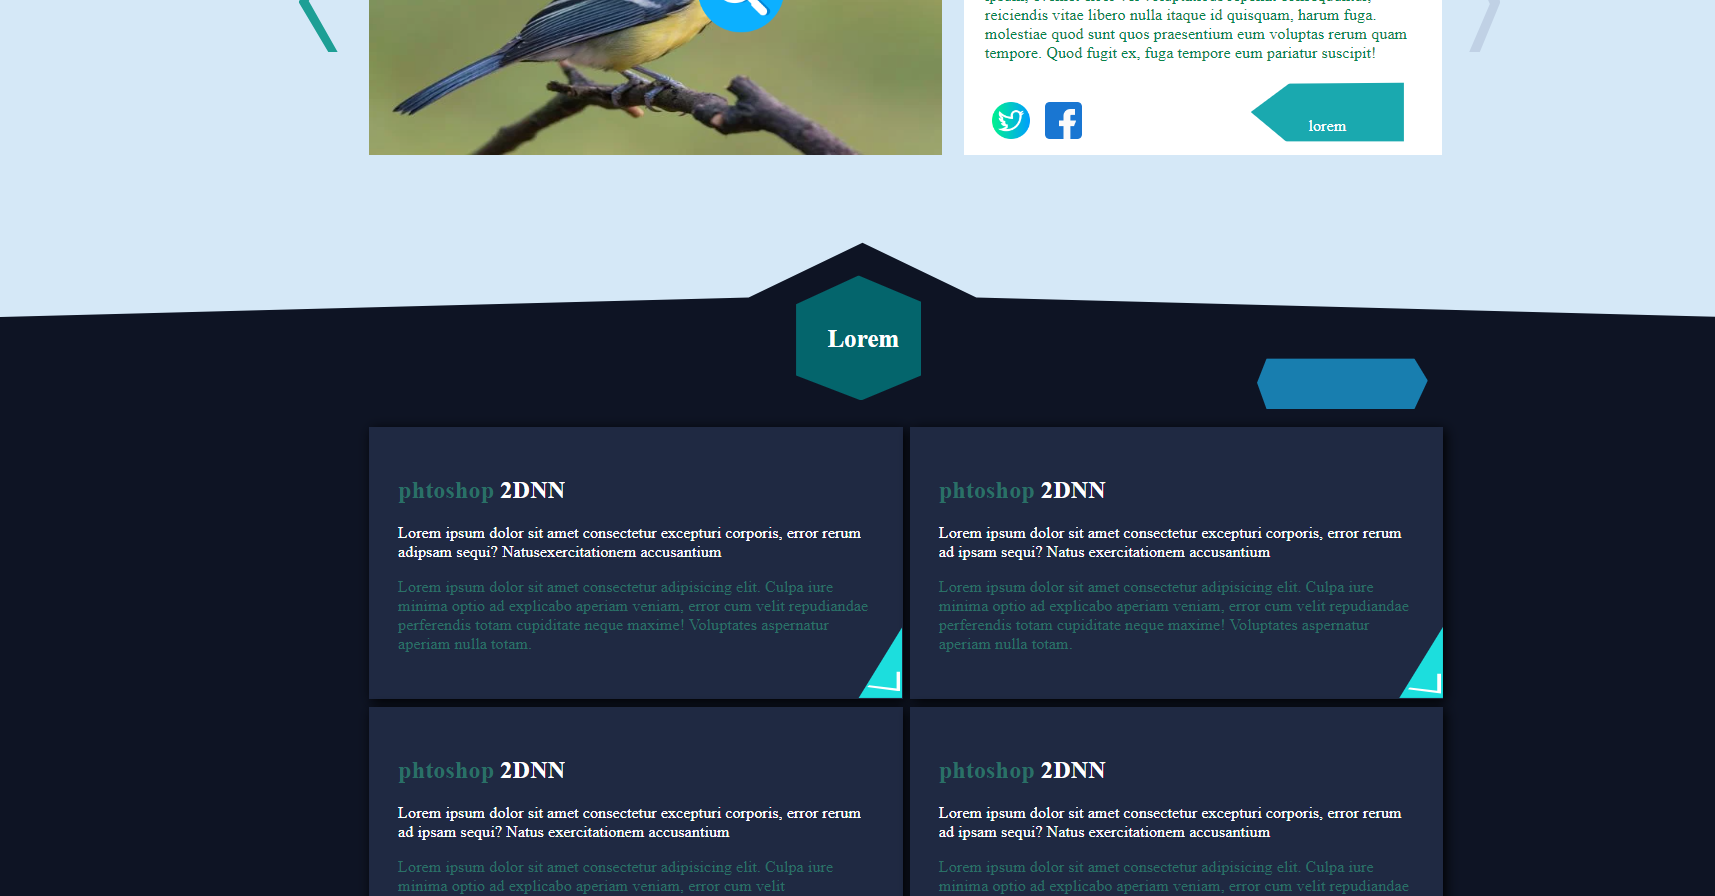 reiciendis vitae libero nulla itaque id quisquam, harum fuga.
molestiae quod sunt quos praesentium eum voluptas rerum quam
tempore. Quod fugit ex, fuga tempore eum pariatur suscipit!
lorem
Lorem
phtoshop 2DNN
Lorem ipsum dolor sit amet consectetur excepturi corporis, error rerum
adipsam sequi? Natusexercitationem accusantium
Lorem ipsum dolor sit amet consectetur adipisicing elit. Culpa iure
minima optio ad explicabo aperiam veniam, error cum velit repudiandae
perferendis totam cupiditate neque maxime! Voluptates aspernatur
aperiam nulla totam.
phtoshop 2DNN
Lorem ipsum dolor sit amet consectetur excepturi corporis, error rerum
ad ipsam sequi? Natus exercitationem accusantium
Lorem ipsum dolor sit amet consectetur adipisicing elit. Culpa iure
minima optio ad explicabo aperiam veniam, error cum velit repudiandae
perferendis totam cupiditate neque maxime! Voluptates aspernatur
aperiam nulla totam.
phtoshop 2DNN
Lorem ipsum dolor sit amet consectetur excepturi corporis, error rerum
ad ipsam sequi? Natus exercitationem accusantium
Lorem ipsum dolor sit amet consectetur adipisicing elit. Culpa iure
minima optio ad explicabo aperiam veniam, error cum velit
phtoshop 2DNN
Lorem ipsum dolor sit amet consectetur excepturi corporis, error rerum
ad ipsam sequi? Natus exercitationem accusantium
Lorem ipsum dolor sit amet consectetur adipisicing elit. Culpa iure
minima optio ad explicabo aperiam veniam, error cum velit repudiandae